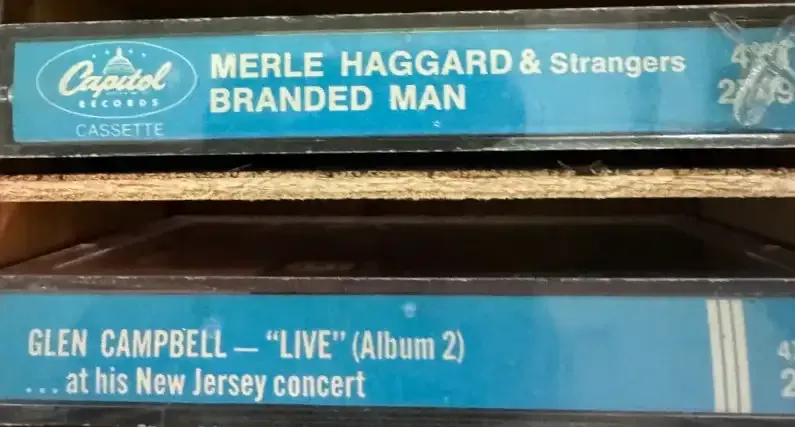 Capitol
RECORDS
CASSETTE
MERLE HAGGARD & Strangers
BRANDED MAN
GLEN CAMPBELL — "LIVE" (Album 2)
... at his New Jersey concert